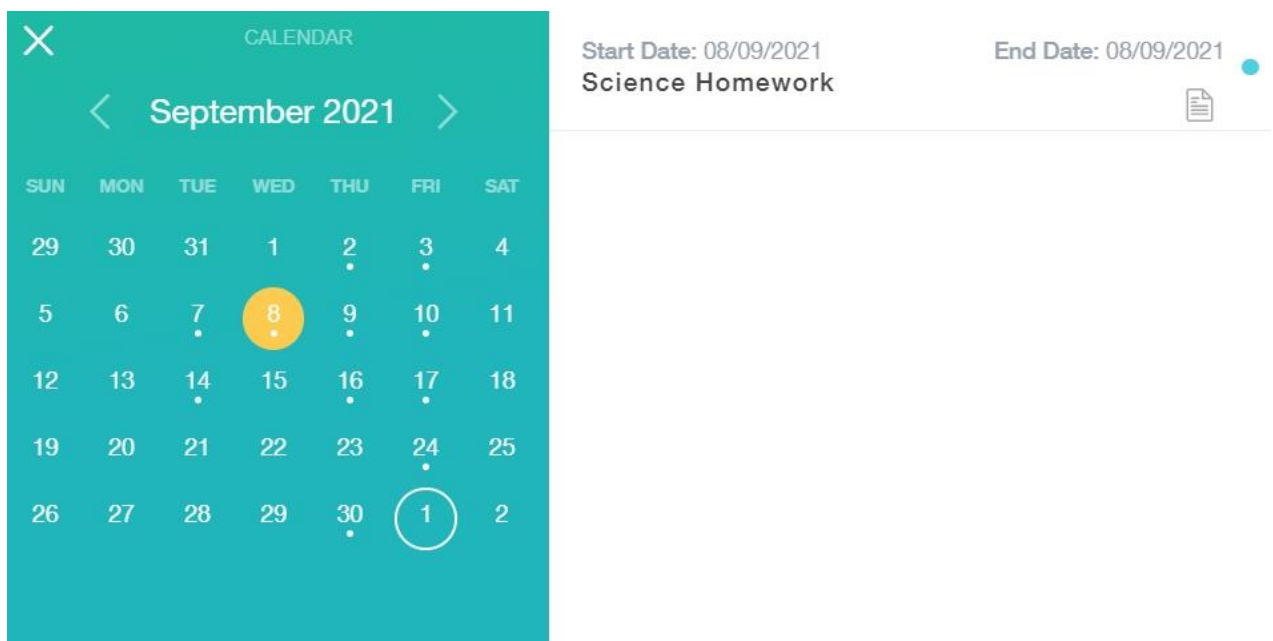 CALENDAR
September 2021
SUN MON TUE WED THU FRI SAT
29 30 31 1 2 3 4
5 6 7 8 9 10 11
12 13 14 15 16 17 18
19 20 21 22 23 24 25
26 27 28 29 30 1 2
Start Date: 08/09/2021 End Date: 08/09/2021
Science Homework